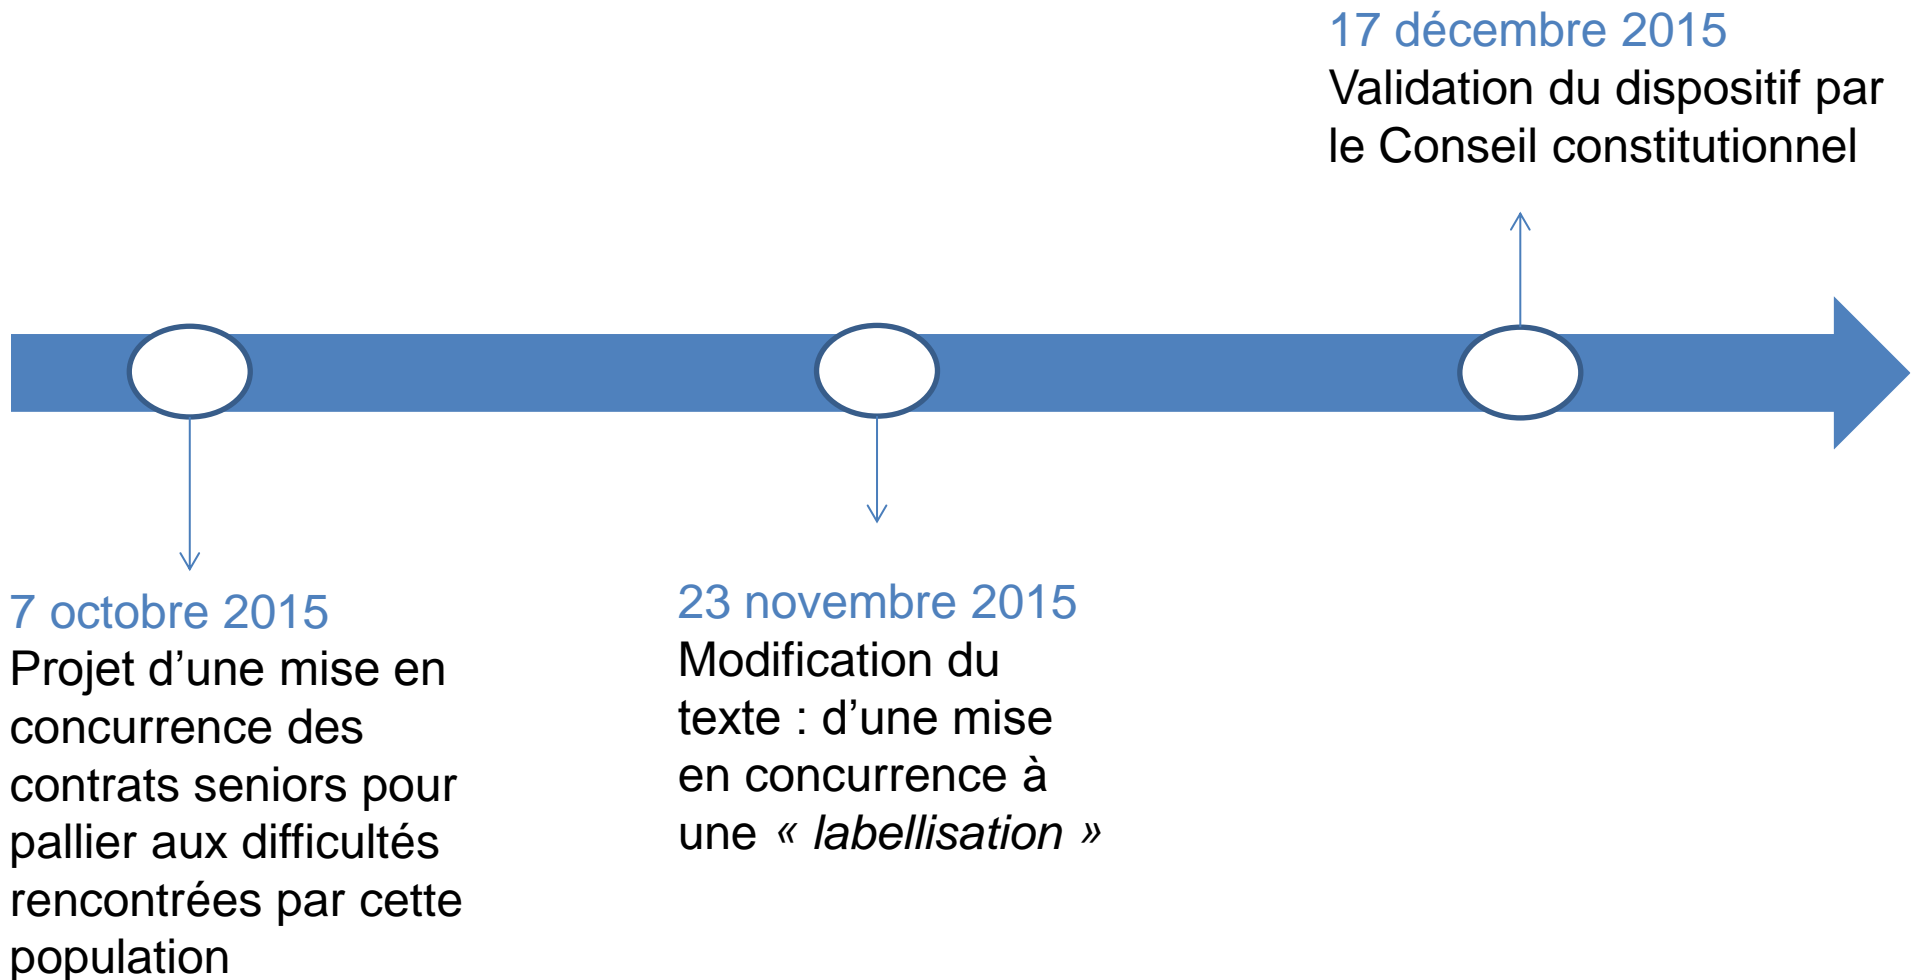 17 décembre 2015
Validation du dispositif par
le Conseil constitutionnel
7 octobre 2015
Projet d’une mise en
concurrence des
contrats seniors pour
pallier aux difficultés
rencontrées par cette
population
23 novembre 2015
Modification du
texte : d’une mise
en concurrence à
une « labellisation »